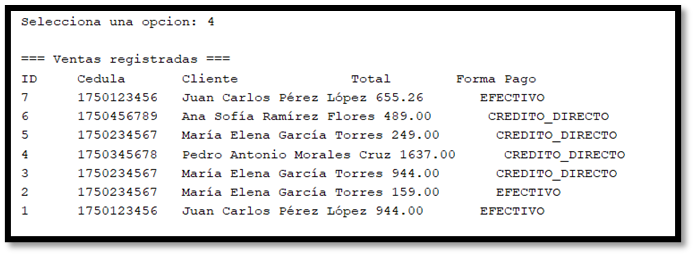 Selecciona una opcion: 4
=== Ventas registradas ===
ID Cedula Cliente Total Forma Pago
7 1750123456 Juan Carlos Pérez López 655.26 EFECTIVO
6 1750456789 Ana Sofía Ramírez Flores 489.00 CREDITO_DIRECTO
5 1750234567 María Elena García Torres 249.00 CREDITO_DIRECTO
4 1750345678 Pedro Antonio Morales Cruz 1637.00 CREDITO_DIRECTO
3 1750234567 María Elena García Torres 944.00 CREDITO_DIRECTO
2 1750234567 María Elena García Torres 159.00 EFECTIVO
1 1750123456 Juan Carlos Pérez López 944.00 EFECTIVO